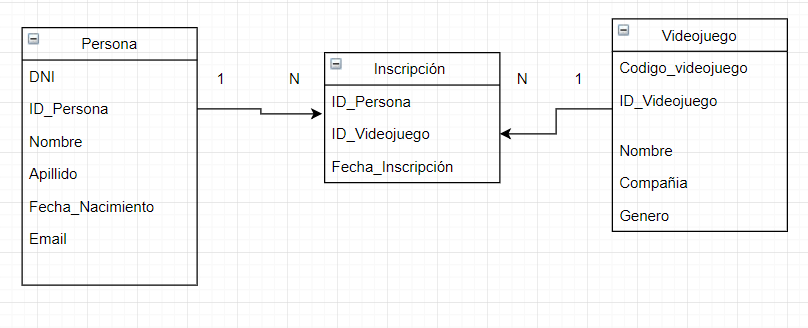 Persona
DNI
ID_Persona
Nombre
Apillido
Fecha_Nacimiento
Email
1
N
Inscripción
ID_Persona
ID_Videojuego
Fecha_Inscripción
N
1
Videojuego
Codigo_videojuego
ID_Videojuego
Nombre
Compañia
Genero